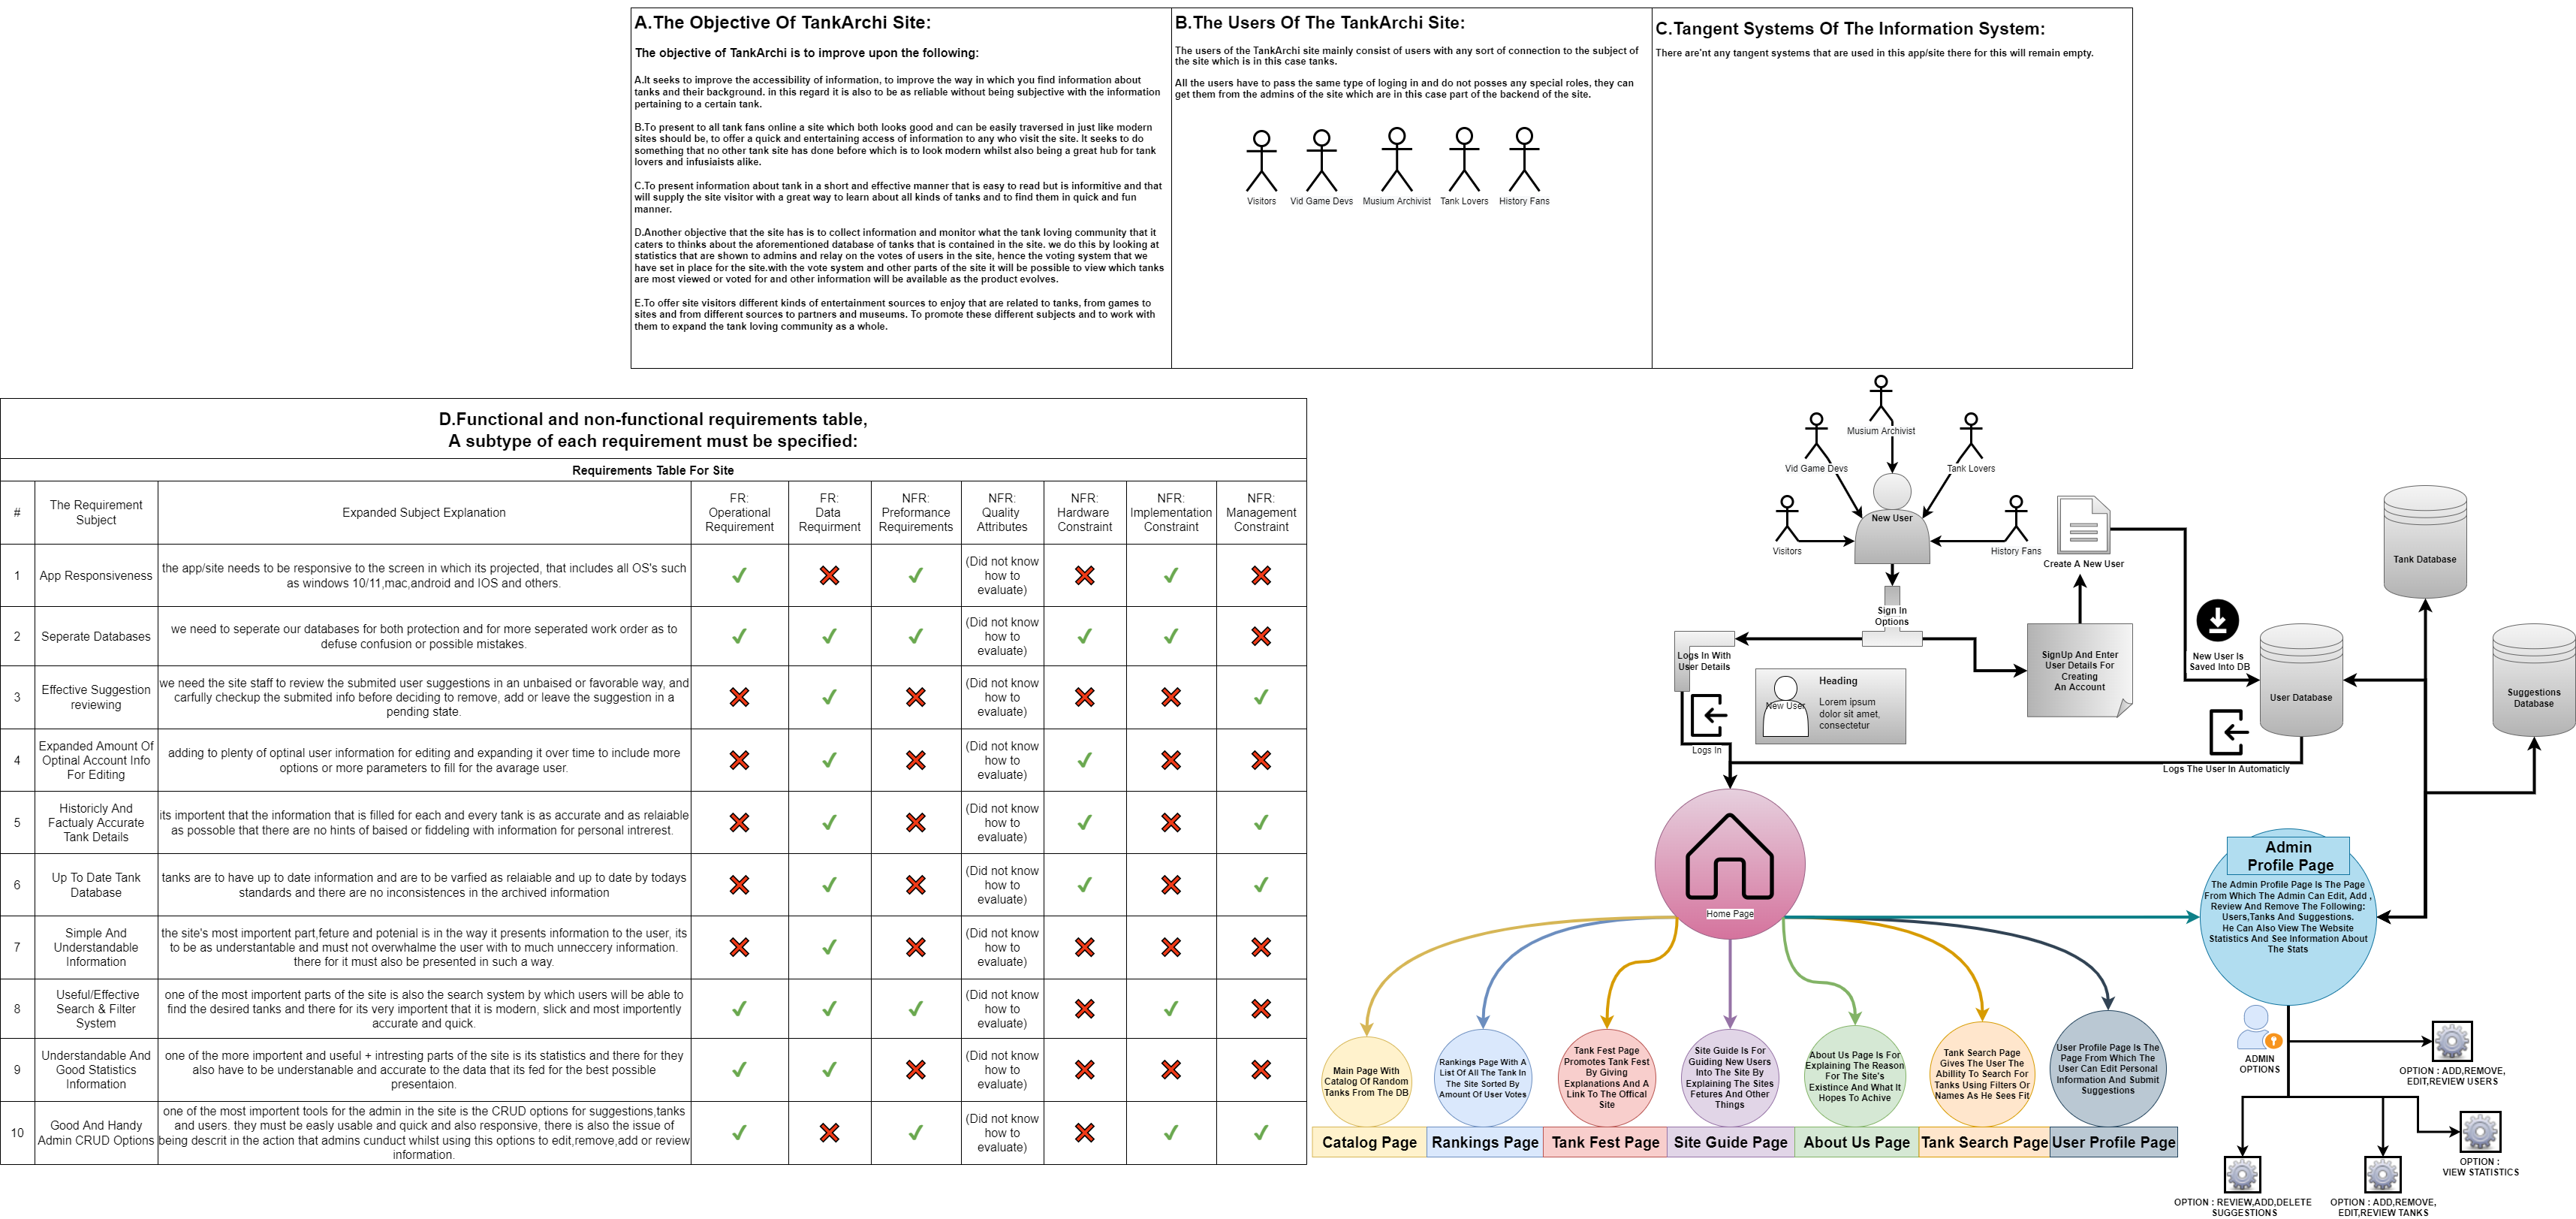 A.The Objective Of TankArchi Site:
The objective of TankArchi is to improve upon the following:
A.It seeks to improve the accessibility of information, to improve the way in which you find information about
tanks and their background. in this regard it is also to be as reliable without being subjective with the information
pertaining to a certain tank.
B.To present to all tank fans online a site which both looks good and can be easily traversed in just like modern
sites should be, to offer a quick and entertaining access of information to any who visit the site. It seeks to do
something that no other tank site has done before which is to look modern whilst also being a great hub for tank
lovers and infusiaists alike.
C.To present information about tank in a short and effective manner that is easy to read but is informitive and that
will supply the site visitor with a great way to learn about all kinds of tanks and to find them in quick and fun
manner.
D.Another objective that the site has is to collect information and monitor what the tank loving community that it
caters to thinks about the aforementioned database of tanks that is contained in the site. we do this by looking at
statistics that are shown to admins and relay on the votes of users in the site, hence the voting system that we
have set in place for the site.with the vote system and other parts of the site it will be possible to view which tanks
are most viewed or voted for and other information will be available as the product evolves.
E.To offer site visitors different kinds of entertainment sources to enjoy that are related to tanks, from games to
sites and from different sources to partners and museums. To promote these different subjects and to work with
them to expand the tank loving community as a whole.
B.The Users Of The TankArchi Site:
The users of the TankArchi site mainly consist of users with any sort of connection to the subject of
the site which is in this case tanks.
All the users have to pass the same type of loging in and do not posses any special roles, they can
get them from the admins of the site which are in this case part of the backend of the site.
Visitors
Vid Game Devs
Musium Archivist
Tank Lovers
History Fans
C.Tangent Systems Of The Information System:
There are'nt any tangent systems that are used in this app/site there for this will remain empty.
D.Functional and non-functional requirements table,
A subtype of each requirement must be specified:
Requirements Table For Site
#
The Requirement
Subject
Expanded Subject Explanation
FR:
Operational
Requirement
FR:
Data
Requirment
NFR:
Preformance
Requirements
NFR:
Quality
Attributes
NFR:
Hardware
Constraint
NFR:
Implementation
Constraint
NFR:
Management
Constraint
1
App Responsiveness
the app/site needs to be responsive to the screen in which its projected, that includes all OS's such
as windows 10/11,mac,android and IOS and others.
(Did not know
how to
evaluate)
2
Seperate Databases
we need to seperate our databases for both protection and for more seperated work order as to
defuse confusion or possible mistakes.
(Did not know
how to
evaluate)
3
Effective Suggestion
reviewing
we need the site staff to review the submited user suggestions in an unbaised or favorable way, and
carfully checkup the submited info before deciding to remove, add or leave the suggestion in a
pending state.
(Did not know
how to
evaluate)
4
Expanded Amount Of
Optinal Account Info
For Editing
adding to plenty of optinal user information for editing and expanding it over time to include more
options or more parameters to fill for the avarage user.
(Did not know
how to
evaluate)
5
Historicly And
Factualy Accurate
Tank Details
its important that the information that is filled for each and every tank is as accurate and as relaiable
as possoble that there are no hints of baised or fiddeling with information for personal intrerest.
(Did not know
how to
evaluate)
6
Up To Date Tank
Database
tanks are to have up to date information and are to be varfied as relaiable and up to date by todays
standards and there are no inconsistences in the archived information
(Did not know
how to
evaluate)
7
Simple And
Understandable
Information
the site's most importent part,feture and potenial is in the way it presents information to the user, its
to be as understantable and must not overwhalme the user with to much unneccery information.
there for it must also be presented in such a way.
(Did not know
how to
evaluate)
8
Useful/Effective
Search & Filter
System
one of the most importent parts of the site is also the search system by which users will be able to
find the desired tanks and there for its very importent that it is modern, slick and most importently
accurate and quick.
(Did not know
how to
evaluate)
9
Understandable And
Good Statistics
Information
one of the more importent and useful + intresting parts of the site is its statistics and there for they
also have to be understanable and accurate to the data that its fed for the best possible
presentaion.
(Did not know
how to
evaluate)
10
Good And Handy
Admin CRUD Options
one of the most importent tools for the admin in the site is the CRUD options for suggestions,tanks
and users. they must be easly usable and quick and also responsive, there is also the issue of
being descrit in the action that admins cunduct whilst using this options to edit,remove,add or review
information.
(Did not know
how to
evaluate)
Musium Archivist
Vid Game Devs
Tank Lovers
Visitors
History Fans
New User
Sign In
Options
Logs In With
User Details
Logs In
New User
Heading
Lorem ipsum
dolor sit amet,
consectetur
SignUp And Enter
User Details For
Creating
An Account
Create A New User
New User Is
Saved Into DB
Tank Database
User Database
Suggestions
Database
Logs The User In Automaticly
Home Page
Admin
Profile Page
The Admin Profile Page Is The Page
From Which The Admin Can Edit, Add ,
Review And Remove The Following:
Users,Tanks And Suggestions.
He Can Also View The Website
Statistics And See Information About
The Stats
Main Page With
Catalog Of Random
Tanks From The DB
Catalog Page
Rankings Page With A
List Of All The Tank In
The Site Sorted By
Amount Of User Votes
Rankings Page
Tank Fest Page
Promotes Tank Fest
By Giving
Explanations And A
Link To The Offical
Site
Tank Fest Page
Site Guide Is For
Guiding New Users
Into The Site By
Explaining The Sites
Fetures And Other
Things
Site Guide Page
About Us Page Is For
Explaining The Reason
For The Site's
Existince And What It
Hopes To Achive
About Us Page
Tank Search Page
Gives The User The
Abillity To Search For
Tanks Using Filters Or
Names As He Sees Fit
Tank Search Page
User Profile Page Is The
Page From Which The
User Can Edit Personal
Information And Submit
Suggestions
User Profile Page
ADMIN
OPTIONS
OPTION : ADD,REMOVE,
EDIT,REVIEW USERS
OPTION :
VIEW STATISTICS
OPTION : REVIEW,ADD,DELETE
SUGGESTIONS
OPTION : ADD,REMOVE,
EDIT,REVIEW TANKS